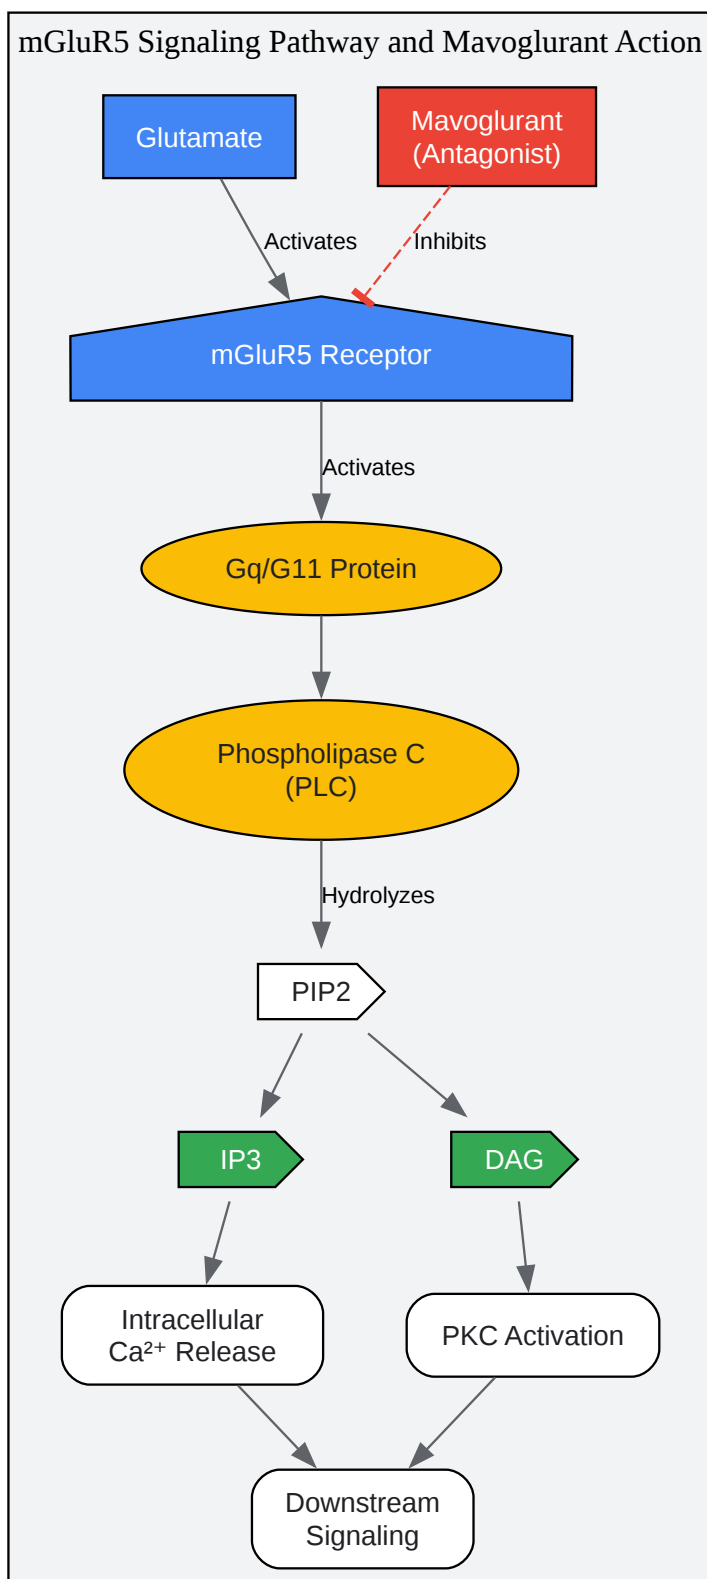 mGluR5 Signaling Pathway and Mavoglurant Action
Glutamate
Mavoglurant
(Antagonist)
Activates
Inhibits
mGluR5 Receptor
Activates
Gq/G11 Protein
Phospholipase C
(PLC)
Hydrolyzes
PIP2
IP3
DAG
Intracellular
Ca²⁺ Release
PKC Activation
Downstream
Signaling